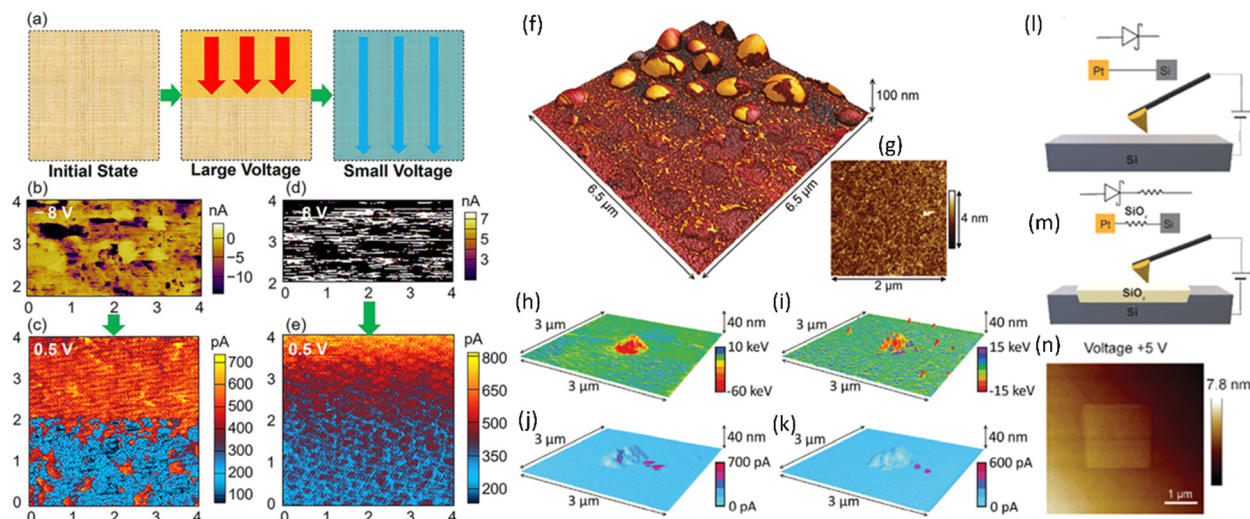 (a)
Initial State
Large Voltage
Small Voltage
(b)
– 8 V
nA
0
−5
−10
4
3
2
0 1 2 3 4
(d)
nA
7
5
3
4
3
2
0 1 2 3 4
(c)
0.5 V
pA
700
600
500
400
300
200
100
4
3
2
1
0
0 1 2 3 4
(e)
0.5 V
pA
800
650
500
350
200
4
3
2
1
0
0 1 2 3 4
(f)
100 nm
6.5 µm
6.5 µm
(g)
4 nm
2 µm
(h)
3 µm
40 nm
10 keV
-60 keV
3 µm
(i)
3 µm
40 nm
15 keV
-15 keV
3 µm
(j)
3 µm
40 nm
700 pA
0 pA
3 µm
(k)
3 µm
40 nm
600 pA
0 pA
3 µm
(l)
Pt
Si
Si
(m)
SiOₓ
Pt
Si
SiOₓ
Si
(n)
Voltage +5 V
7.8 nm
1 µm